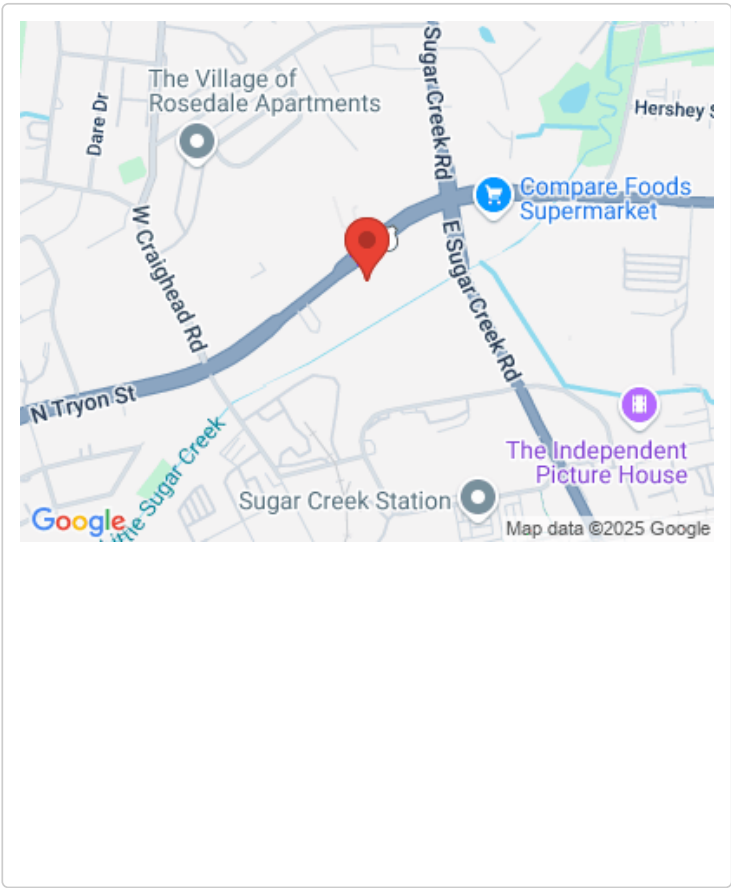 Sugar Creek Rd
The Village of
Rosedale Apartments
Dare Dr
Hershey S
Compare Foods
Supermarket
W Craighead Rd
E Sugar Creek Rd
N Tryon St
Little Sugar Creek
The Independent
Picture House
Sugar Creek Station
Google
Map data ©2025 Google